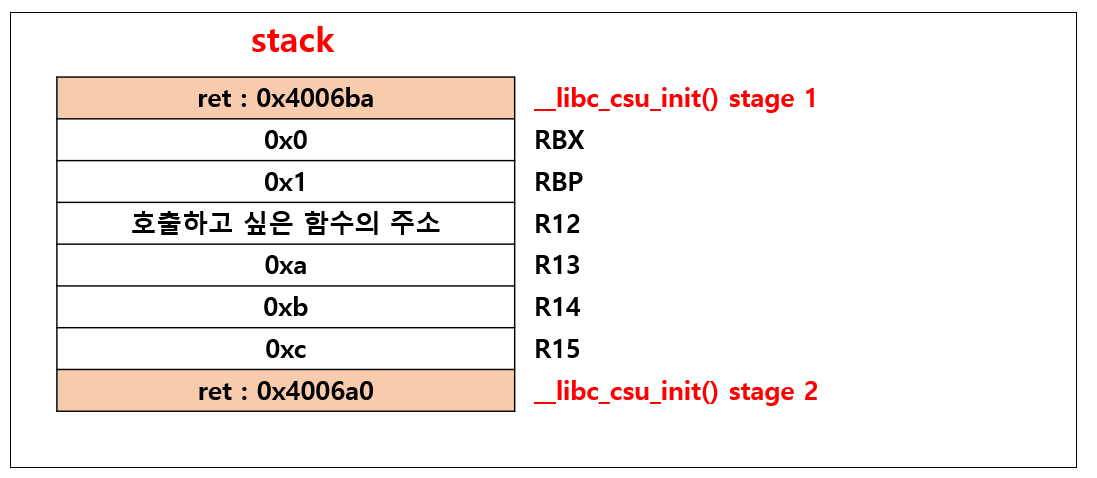 stack
ret : 0x4006ba __libc_csu_init() stage 1
0x0 RBX
0x1 RBP
호출하고 싶은 함수의 주소 R12
0xa R13
0xb R14
0xc R15
ret : 0x4006a0 __libc_csu_init() stage 2